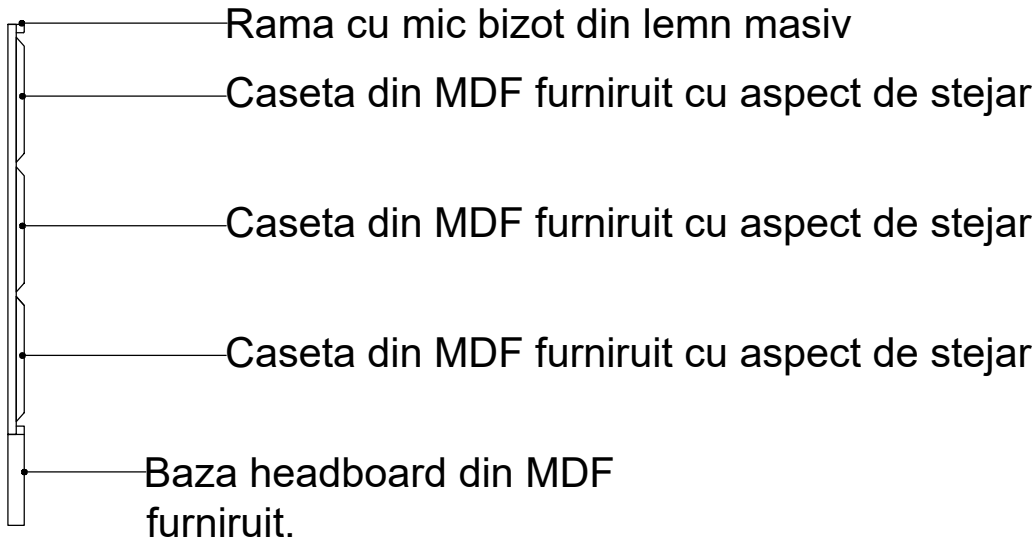 Rama cu mic bizot din lemn masiv
Caseta din MDF furniruit cu aspect de stejar
Caseta din MDF furniruit cu aspect de stejar
Caseta din MDF furniruit cu aspect de stejar
Baza headboard din MDF
furniruit.